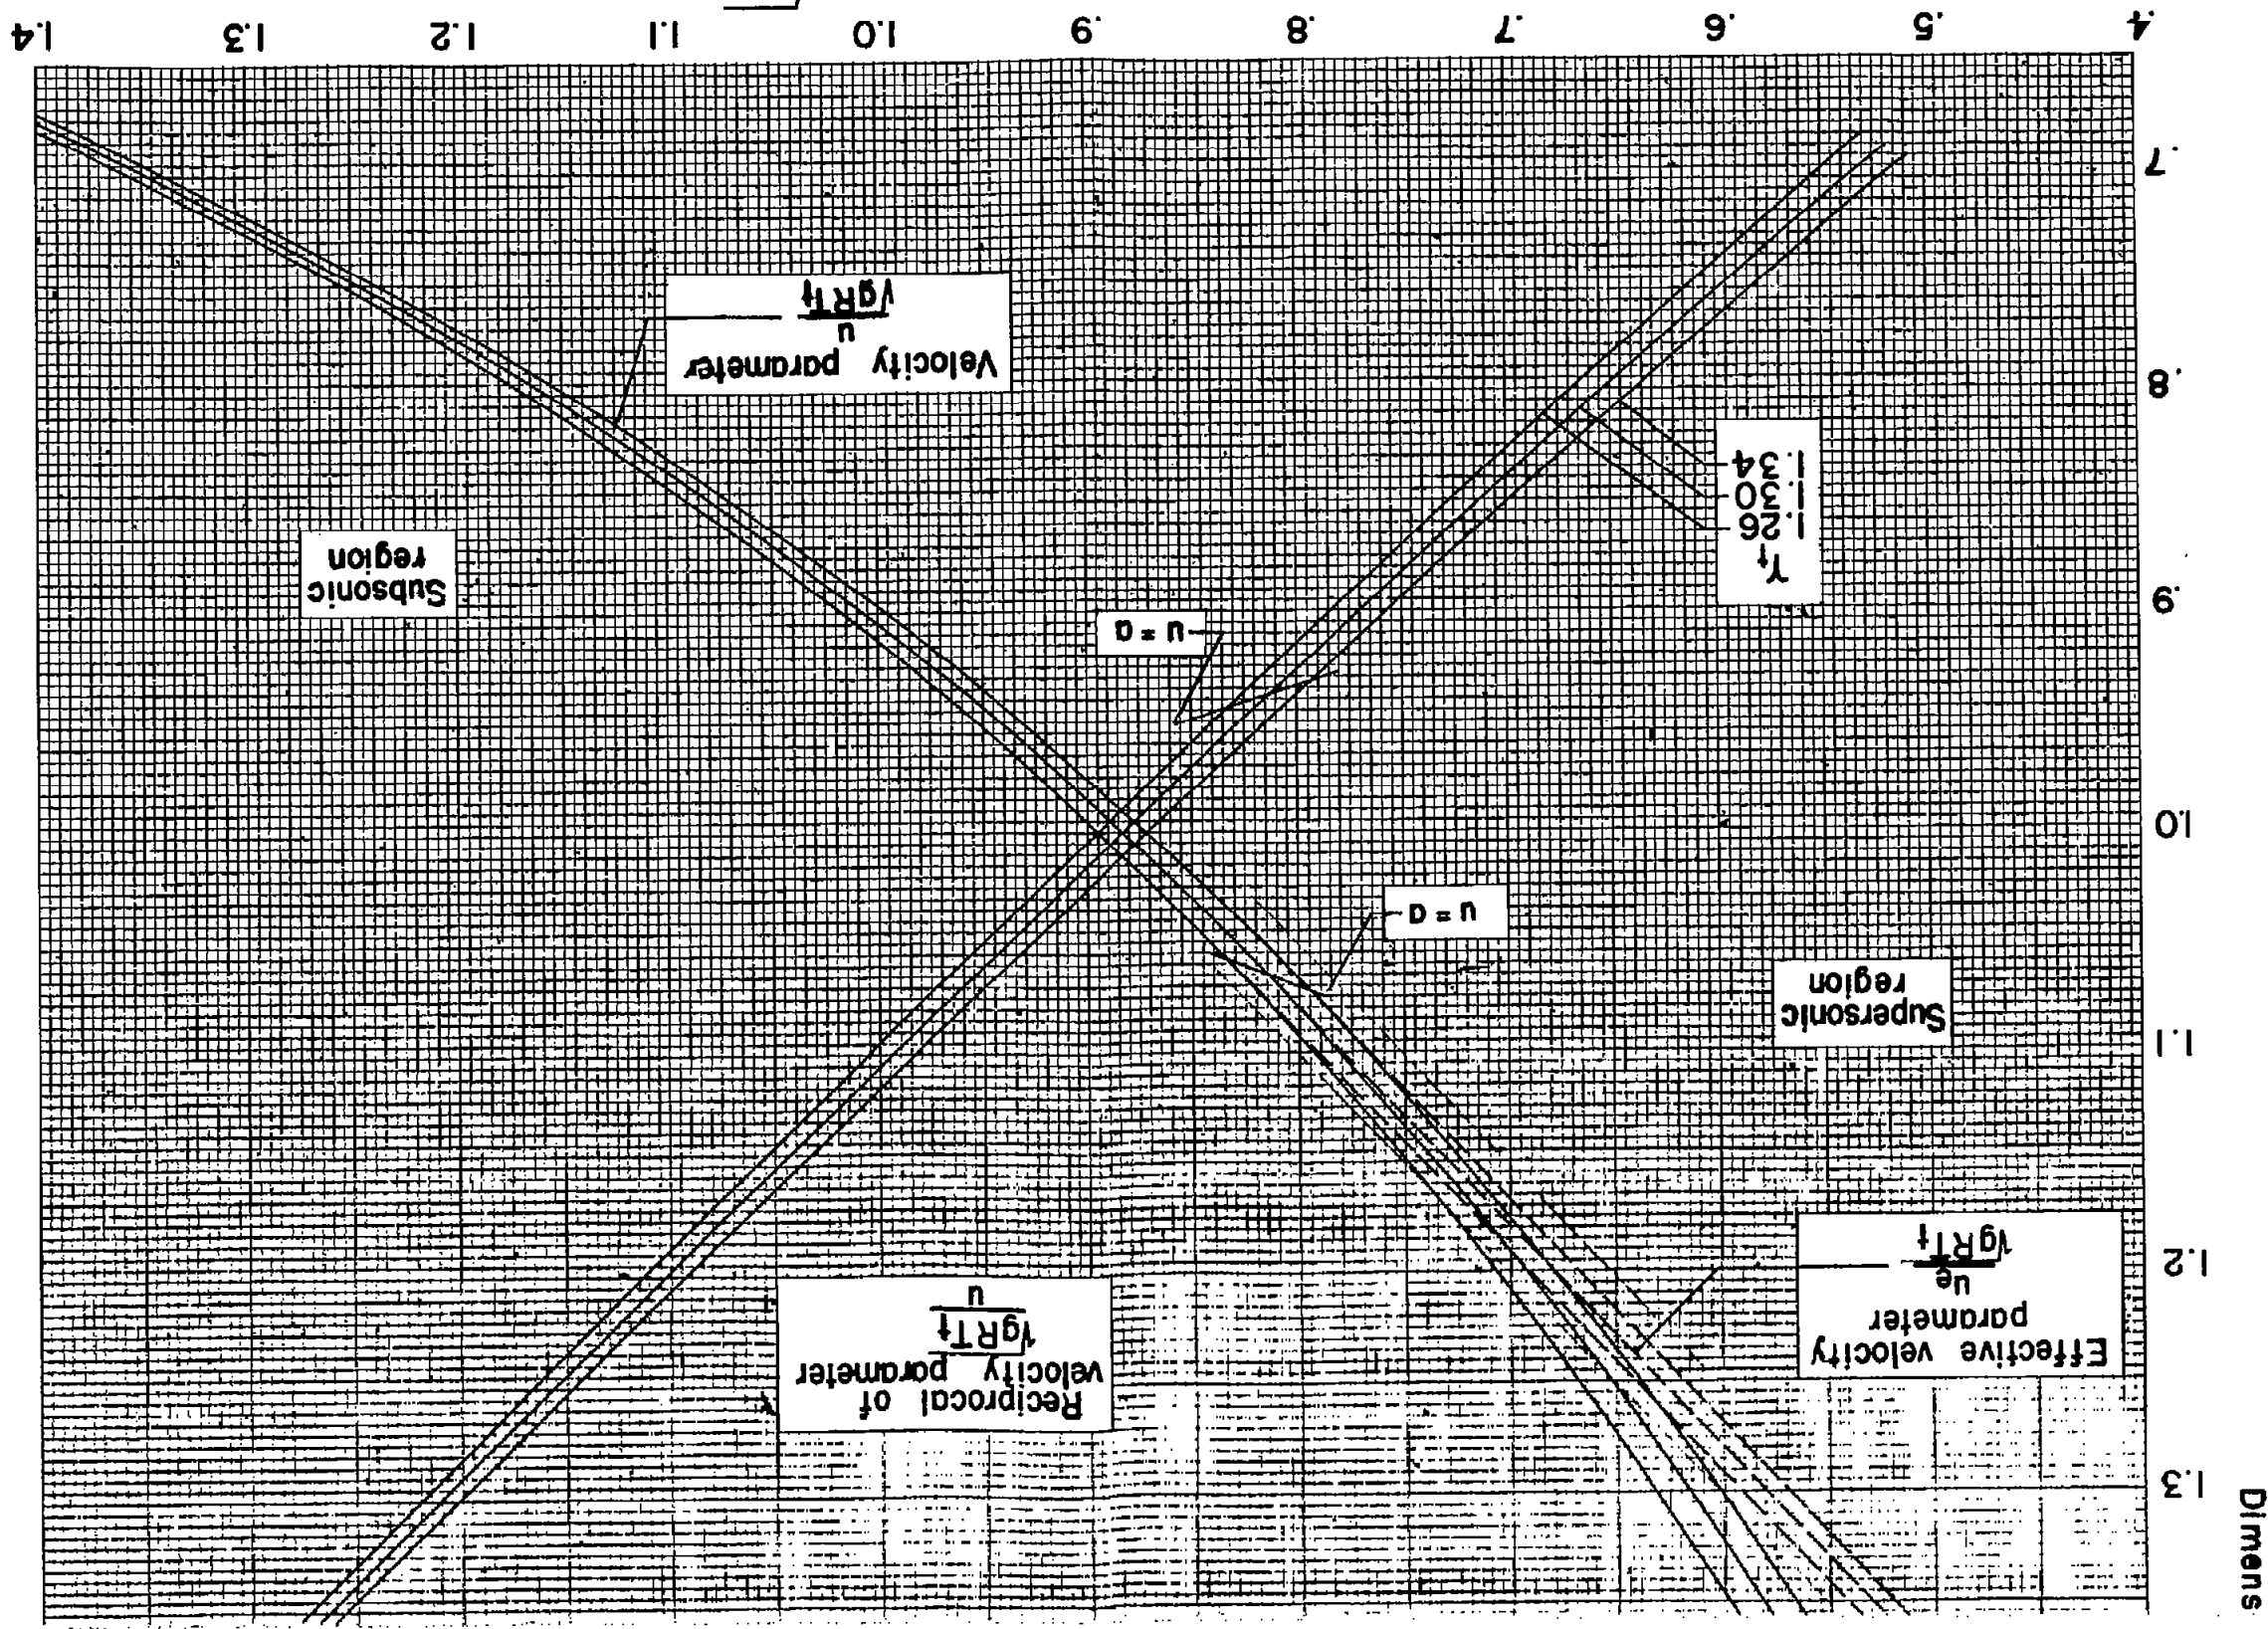 Dimens
1.3
1.2
1.1
1.0
.9
.8
.7
Effective velocity
parameter
u_e
√gRT_t
Reciprocal of
velocity parameter
√gRT_t
u
Supersonic
region
u = a
u = a
Subsonic
region
γ_t
1.26
1.30
1.34
Velocity parameter
u
√gRT_t
.4
.5
.6
.7
.8
.9
1.0
1.1
1.2
1.3
1.4